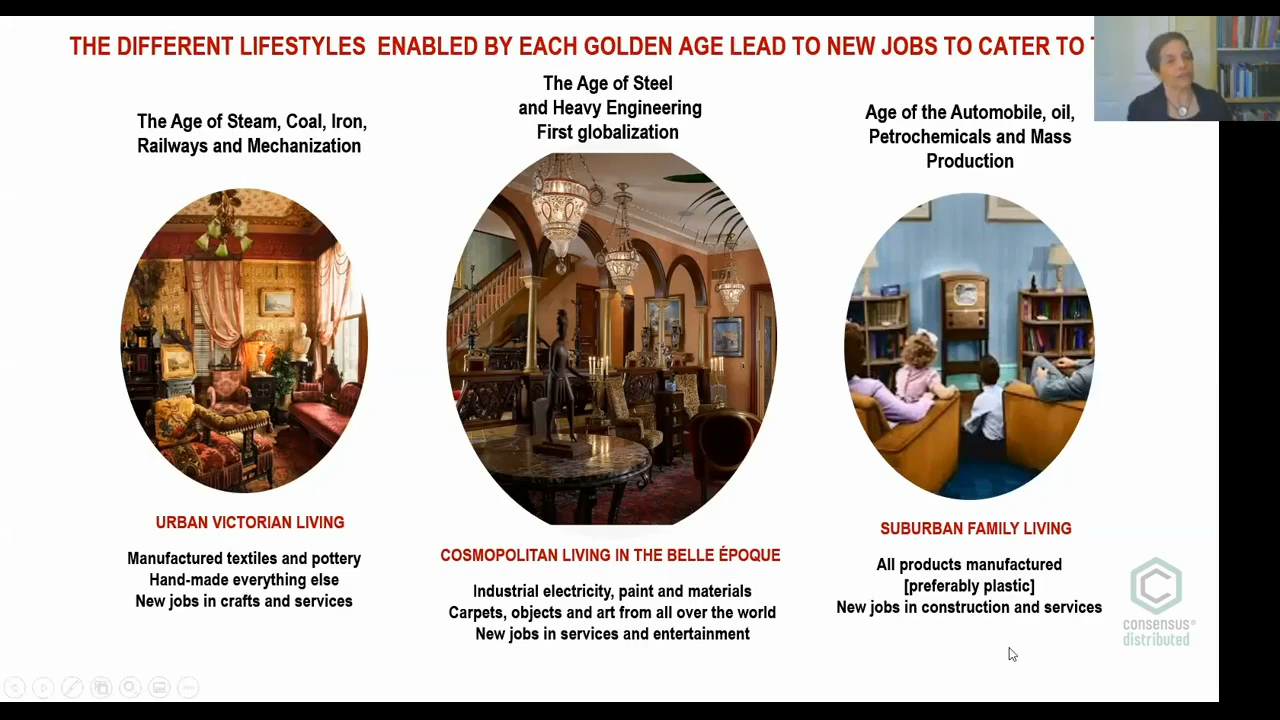 THE DIFFERENT LIFESTYLES ENABLED BY EACH GOLDEN AGE LEAD TO NEW JOBS TO CATER TO
The Age of Steam, Coal, Iron,
Railways and Mechanization
The Age of Steel
and Heavy Engineering
First globalization
Age of the Automobile, oil,
Petrochemicals and Mass
Production
URBAN VICTORIAN LIVING
Manufactured textiles and pottery
Hand-made everything else
New jobs in crafts and services
COSMOPOLITAN LIVING IN THE BELLE ÉPOQUE
Industrial electricity, paint and materials
Carpets, objects and art from all over the world
New jobs in services and entertainment
SUBURBAN FAMILY LIVING
All products manufactured
[preferably plastic]
New jobs in construction and services
consensus®
distributed